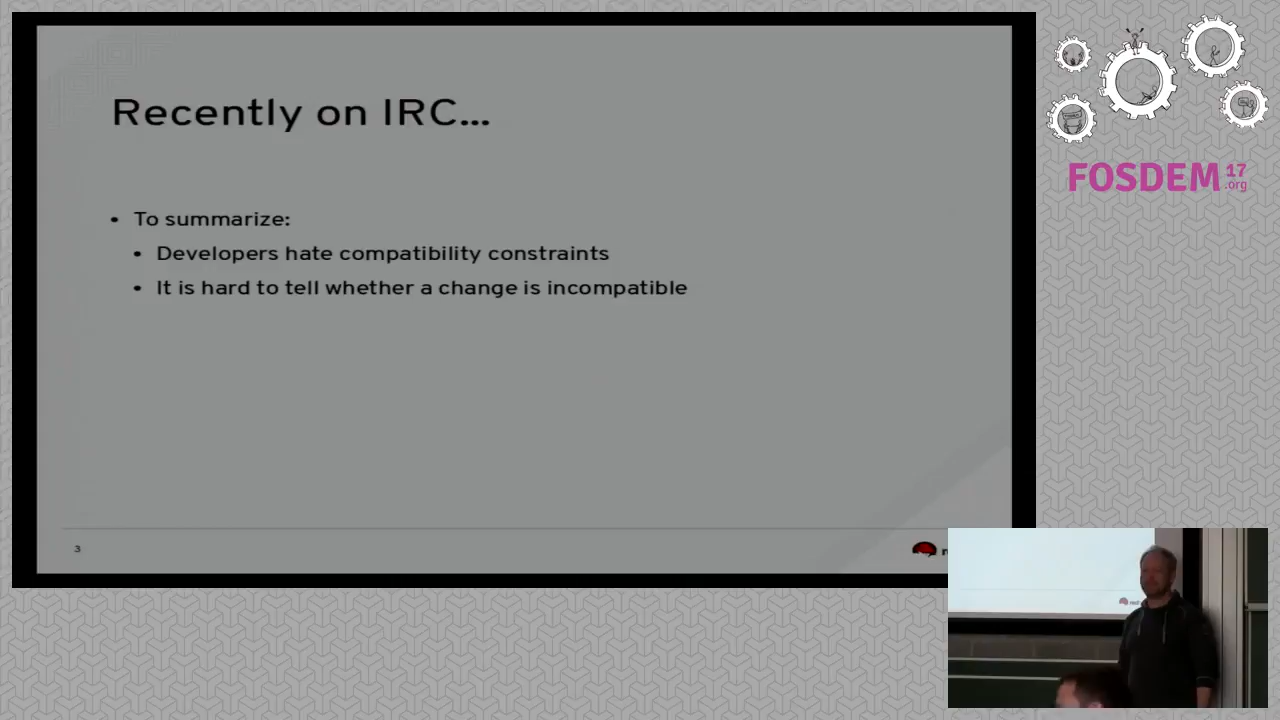 Recently on IRC...
• To summarize:
• Developers hate compatibility constraints
• It is hard to tell whether a change is incompatible
3
FOSDEM 17
.org